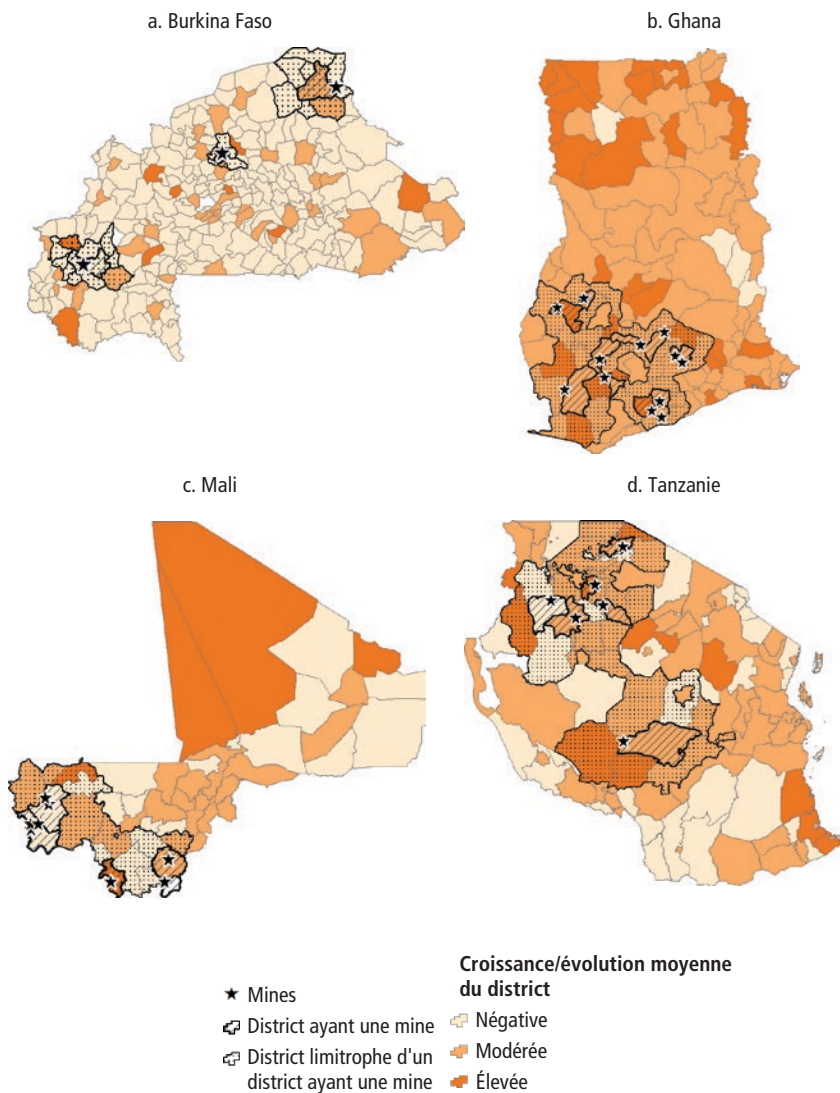 a. Burkina Faso
b. Ghana
c. Mali
d. Tanzanie
Mines
District ayant une mine
District limitrophe d'un
district ayant une mine
Croissance/évolution moyenne
du district
Négative
Modérée
Élevée